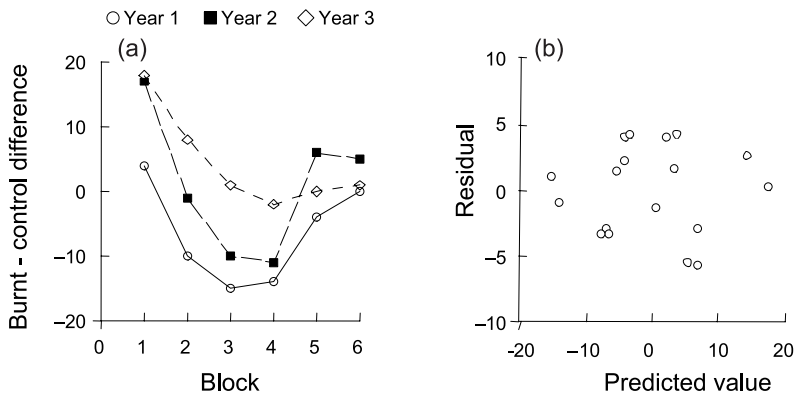 Year 1 Year 2 Year 3
(a)
20
10
0
–10
–20
0 1 2 3 4 5 6
Burnt - control difference
Block
(b)
10
5
0
–5
–10
-20 –10 0 10 20
Residual
Predicted value